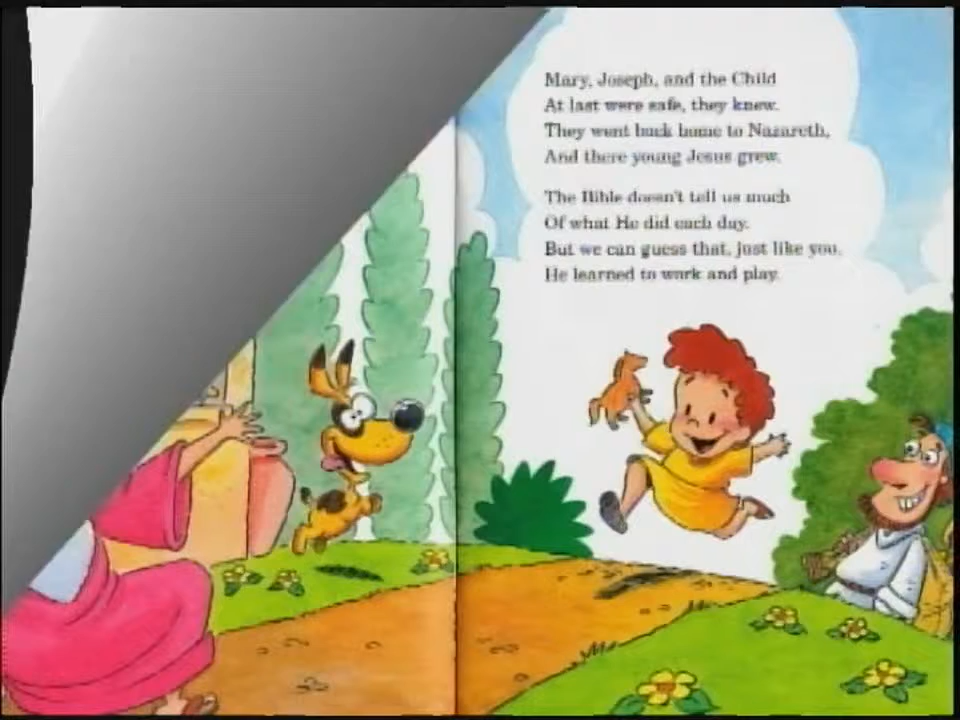 Mary, Joseph, and the Child
At last were safe, they knew.
They went back home to Nazareth,
And there young Jesus grew.
The Bible doesn't tell us much
Of what He did each day.
But we can guess that, just like you,
He learned to work and play.